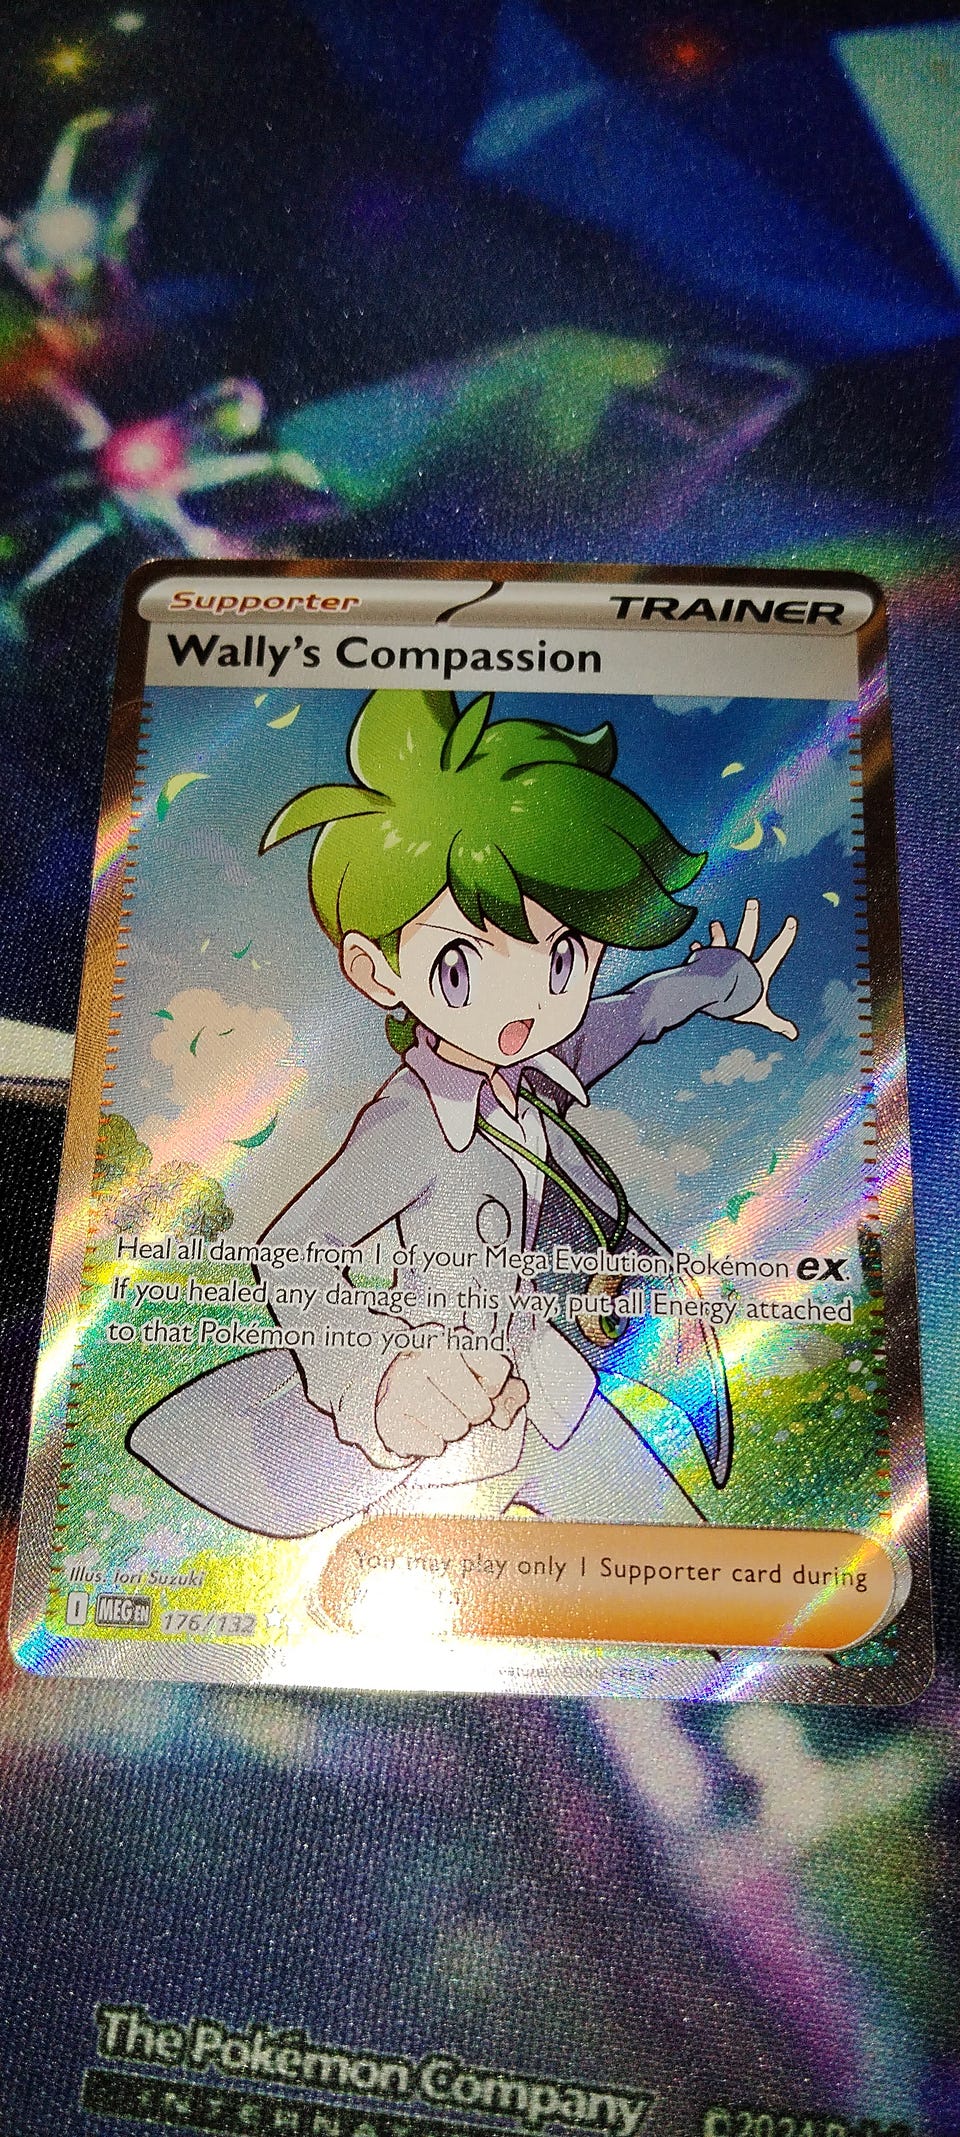 Supporter
TRAINER
Wally's Compassion
Heal all damage from 1 of your Mega Evolution Pokémon ex.
If you healed any damage in this way, put all Energy attached
to that Pokémon into your hand.
You may play only 1 Supporter card during
Illus. Iori Suzuki
I MEG EN 176/132
The Pokémon Company